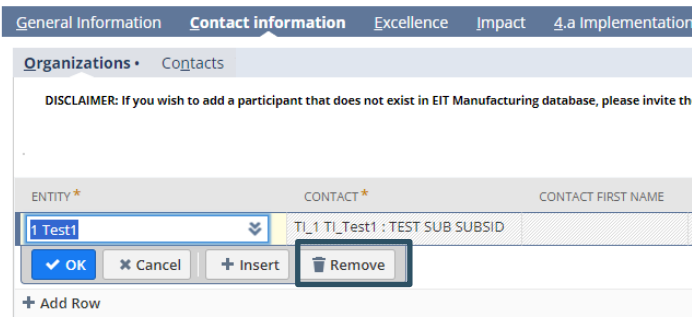 General Information Contact information Excellence Impact 4.a Implementation
Organizations • Contacts
DISCLAIMER: If you wish to add a participant that does not exist in EIT Manufacturing database, please invite th
.
ENTITY * CONTACT * CONTACT FIRST NAME
1 Test1 TI_1 TI_Test1 : TEST SUB SUBSID
OK Cancel Insert Remove
Add Row